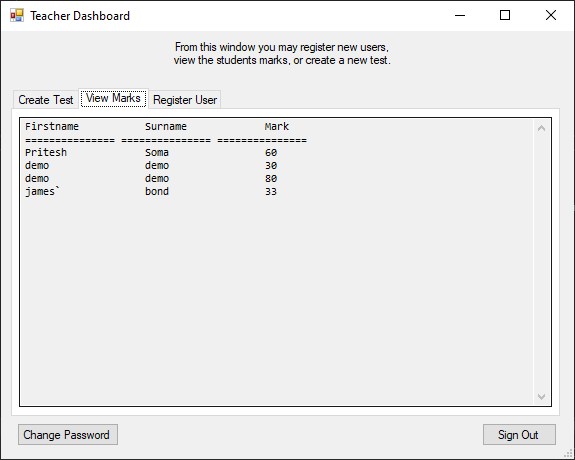 Teacher Dashboard
From this window you may register new users,
view the students marks, or create a new test.
Create Test View Marks Register User
Firstname Surname Mark
=============== =============== ===============
Pritesh Soma 60
demo demo 30
demo demo 80
james` bond 33
Change Password Sign Out